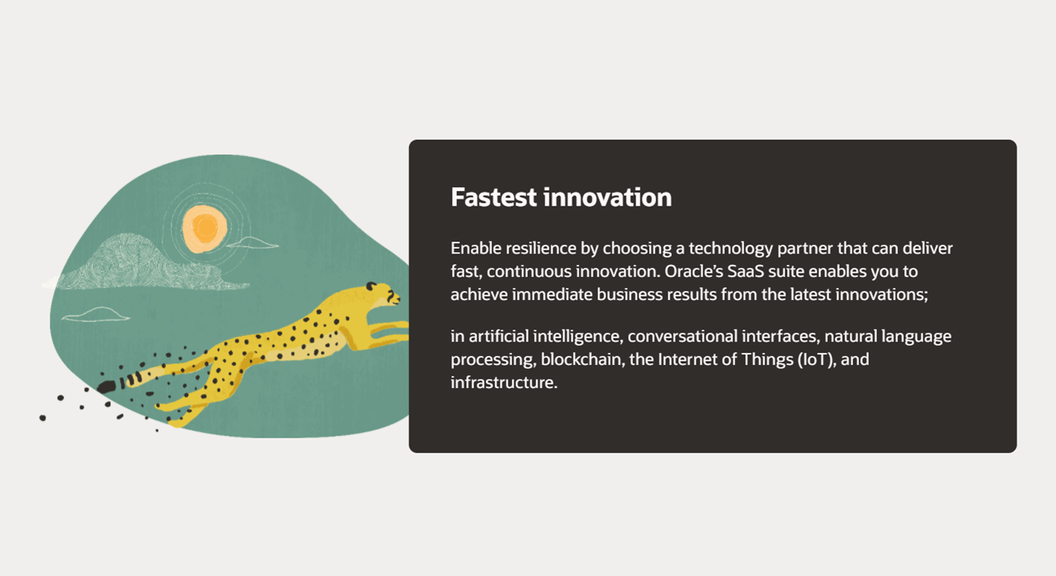 Fastest innovation
Enable resilience by choosing a technology partner that can deliver
fast, continuous innovation. Oracle’s SaaS suite enables you to
achieve immediate business results from the latest innovations;
in artificial intelligence, conversational interfaces, natural language
processing, blockchain, the Internet of Things (IoT), and
infrastructure.